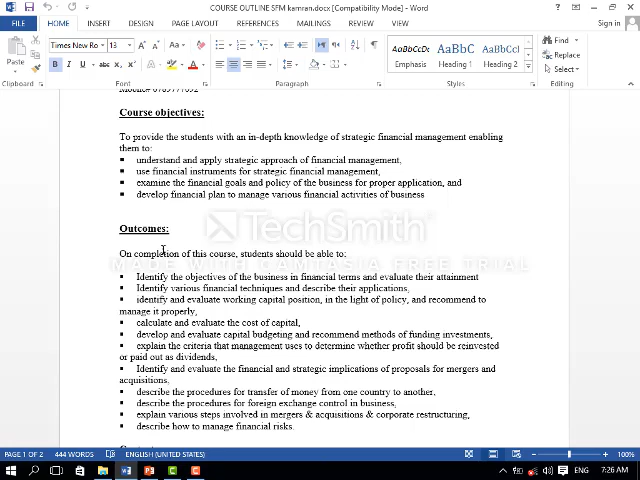 COURSE OUTLINE SFM kamran.docx [Compatibility Mode] - Word
Sign in
FILE HOME INSERT DESIGN PAGE LAYOUT REFERENCES MAILINGS REVIEW VIEW
Times New Ro 13
Paste
Clipboard Font Paragraph Styles Editing
AaBbCcDc AaBbC AaBbCcI
Emphasis Heading 1 Heading 2
Find
Replace
Select
Course objectives:
To provide the students with an in-depth knowledge of strategic financial management enabling
them to:
understand and apply strategic approach of financial management,
use financial instruments for strategic financial management,
examine the financial goals and policy of the business for proper application, and
develop financial plan to manage various financial activities of business
Outcomes:
TechSmith
On completion of this course, students should be able to:
MADE WITH CAMTASIA FREE TRIAL
Identify the objectives of the business in financial terms and evaluate their attainment
Identify various financial techniques and describe their applications,
identify and evaluate working capital position, in the light of policy, and recommend to
manage it properly,
calculate and evaluate the cost of capital,
develop and evaluate capital budgeting and recommend methods of funding investments,
explain the criteria that management uses to determine whether profit should be reinvested
or paid out as dividends,
Identify and evaluate the financial and strategic implications of proposals for mergers and
acquisitions,
describe the procedures for transfer of money from one country to another,
describe the procedures for foreign exchange control in business,
explain various steps involved in mergers & acquisitions & corporate restructuring,
describe how to manage financial risks.
PAGE 1 OF 2 444 WORDS ENGLISH (UNITED STATES) 100%
ENG 7:26 AM